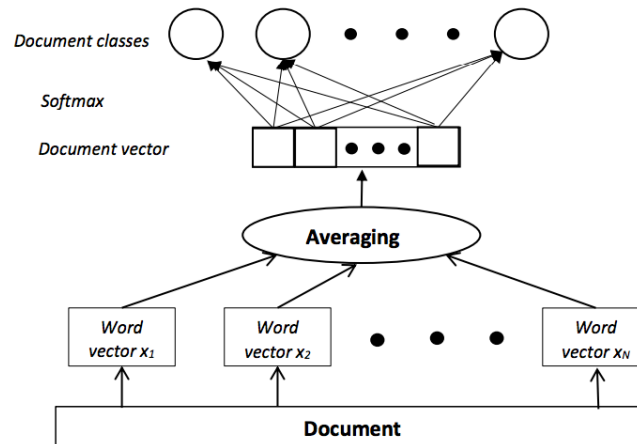 Document classes
Softmax
Document vector
Averaging
Word
vector x1
Word
vector x2
Word
vector xN
Document